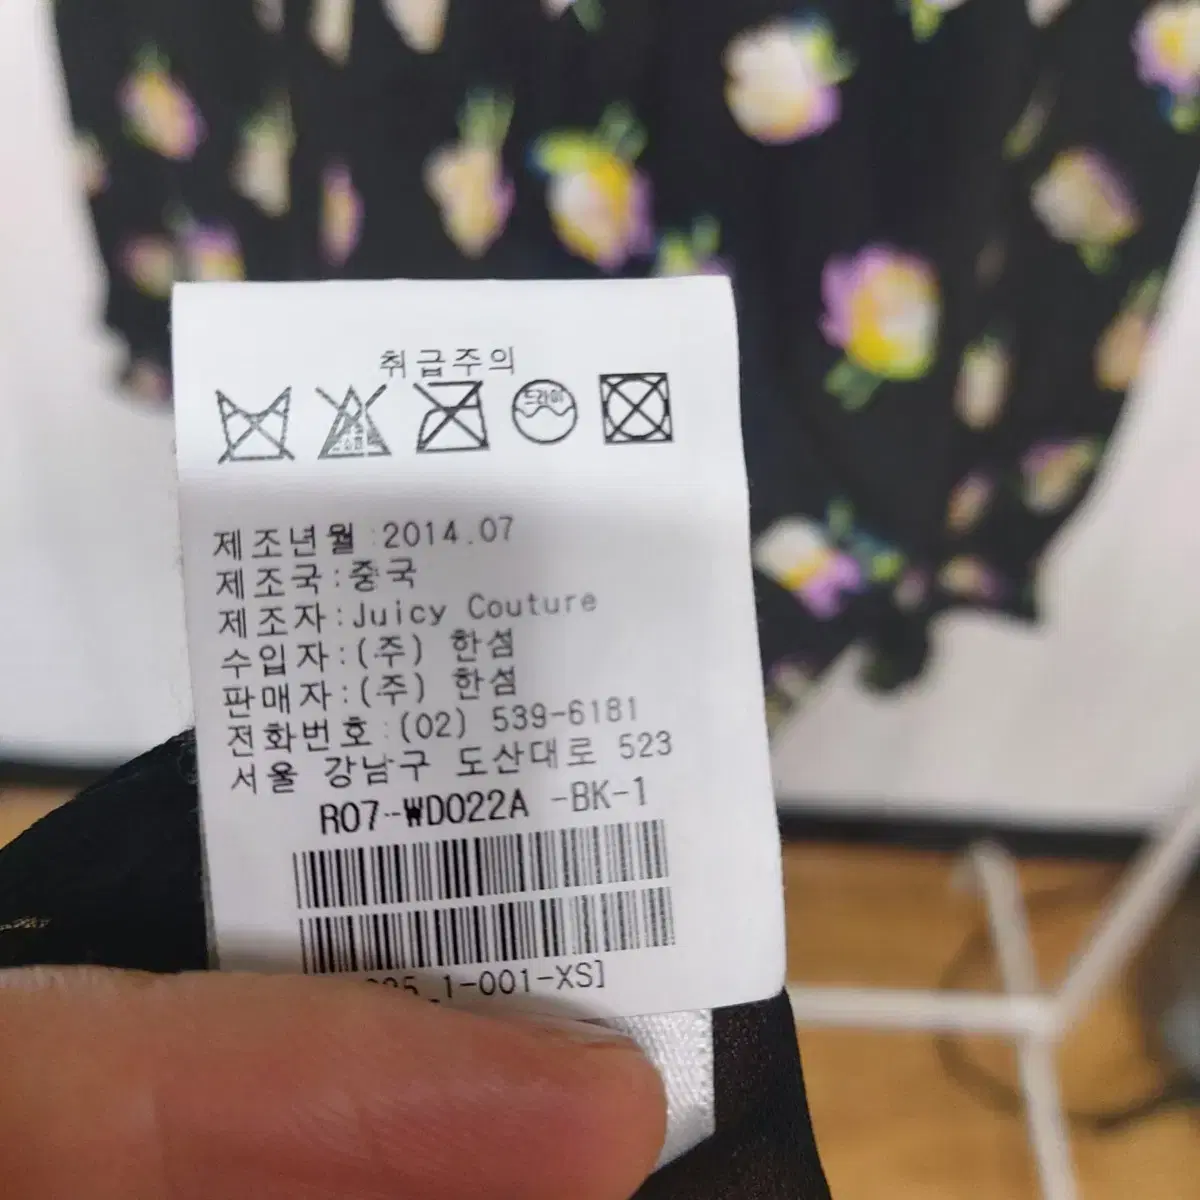 취급주의
드라이
제조년월:2014.07
제조국:중국
제조자:Juicy Couture
수입자:(주) 한섬
판매자:(주) 한섬
전화번호:(02) 539-6181
서울 강남구 도산대로 523
R07-WD022A -BK-1
1-001-XS]